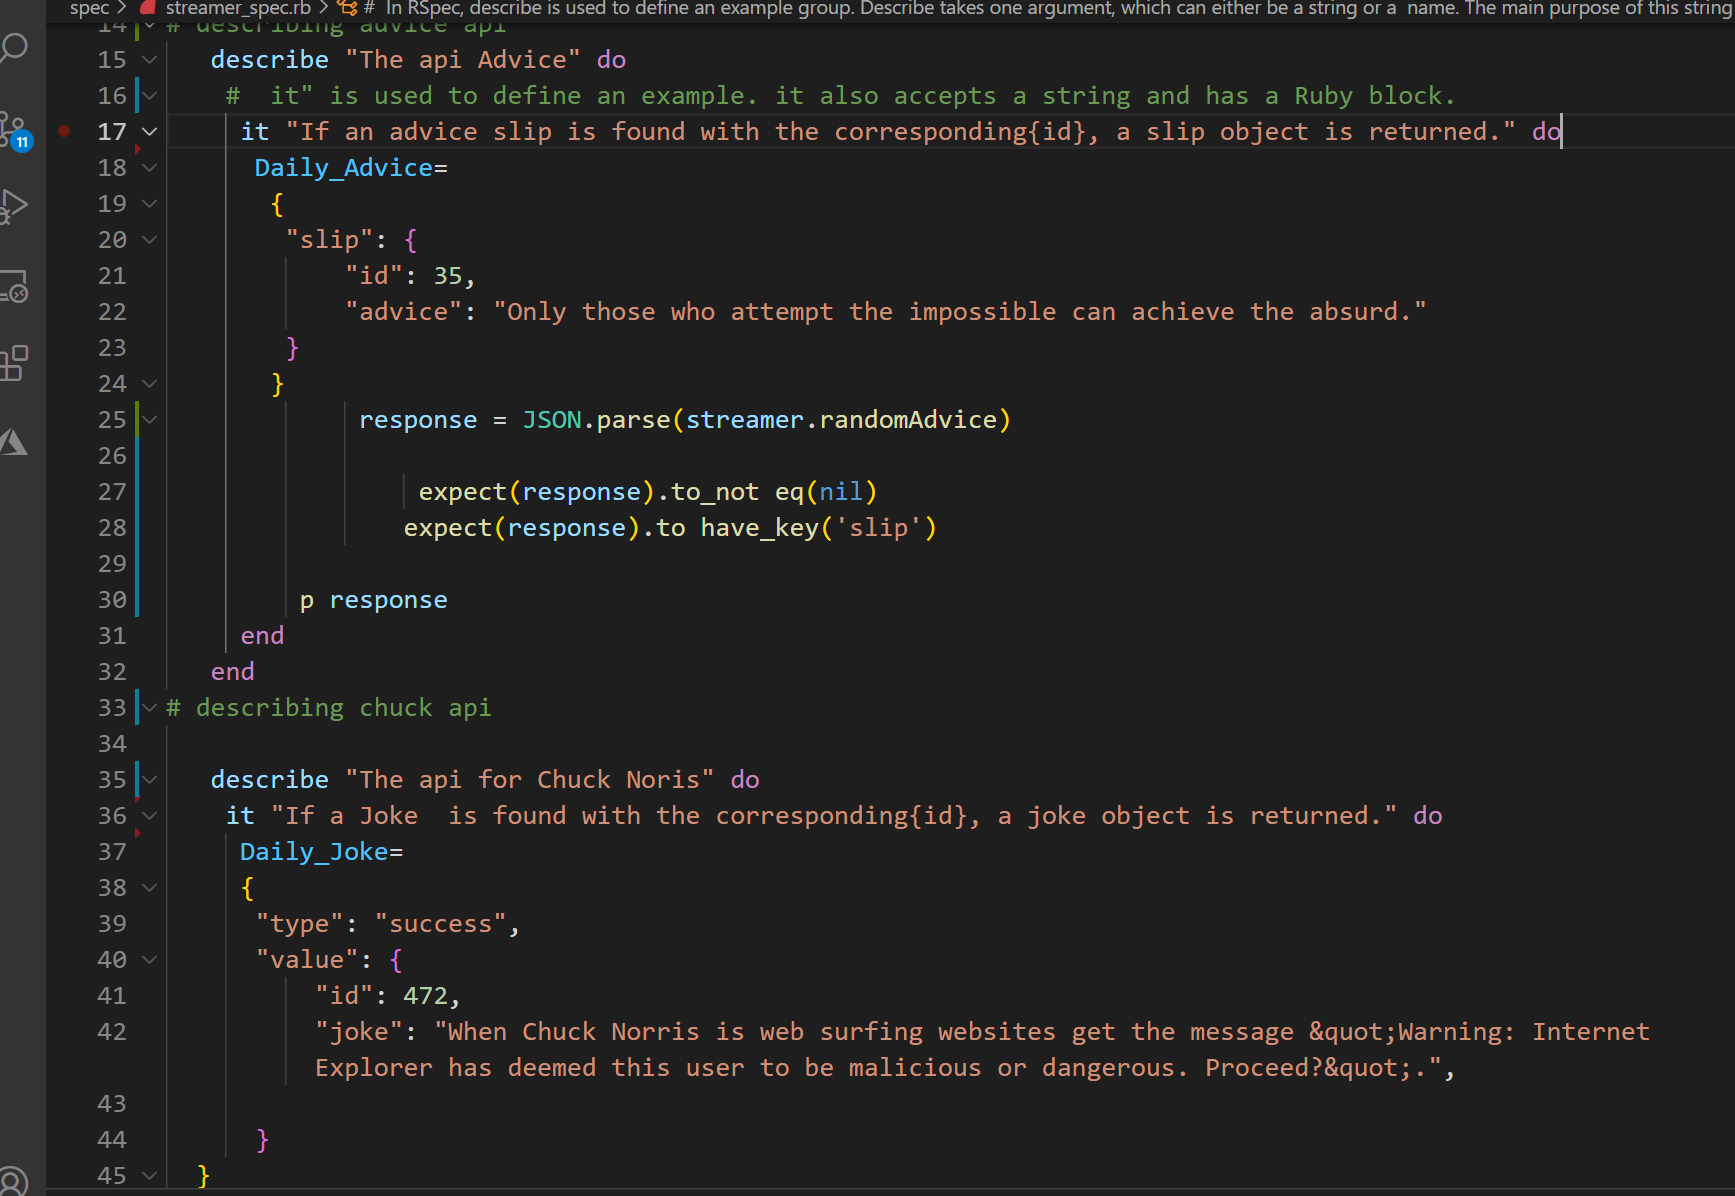 spec > streamer_spec.rb > # In RSpec, describe is used to define an example group. Describe takes one argument, which can either be a string or a name. The main purpose of this string
14 # describing advice api
15 describe "The api Advice" do
16 # it" is used to define an example. it also accepts a string and has a Ruby block.
17 it "If an advice slip is found with the corresponding{id}, a slip object is returned." do
11
18 Daily_Advice=
19 {
20 "slip": {
21 "id": 35,
22 "advice": "Only those who attempt the impossible can achieve the absurd."
23 }
24 }
25 response = JSON.parse(streamer.randomAdvice)
26
27 expect(response).to_not eq(nil)
28 expect(response).to have_key('slip')
29
30 p response
31 end
32 end
33 # describing chuck api
34
35 describe "The api for Chuck Noris" do
36 it "If a Joke  is found with the corresponding{id}, a joke object is returned." do
37 Daily_Joke=
38 {
39 "type": "success",
40 "value": {
41 "id": 472,
42 "joke": "When Chuck Norris is web surfing websites get the message &quot;Warning: Internet
Explorer has deemed this user to be malicious or dangerous. Proceed?&quot;.",
43
44 }
45 }